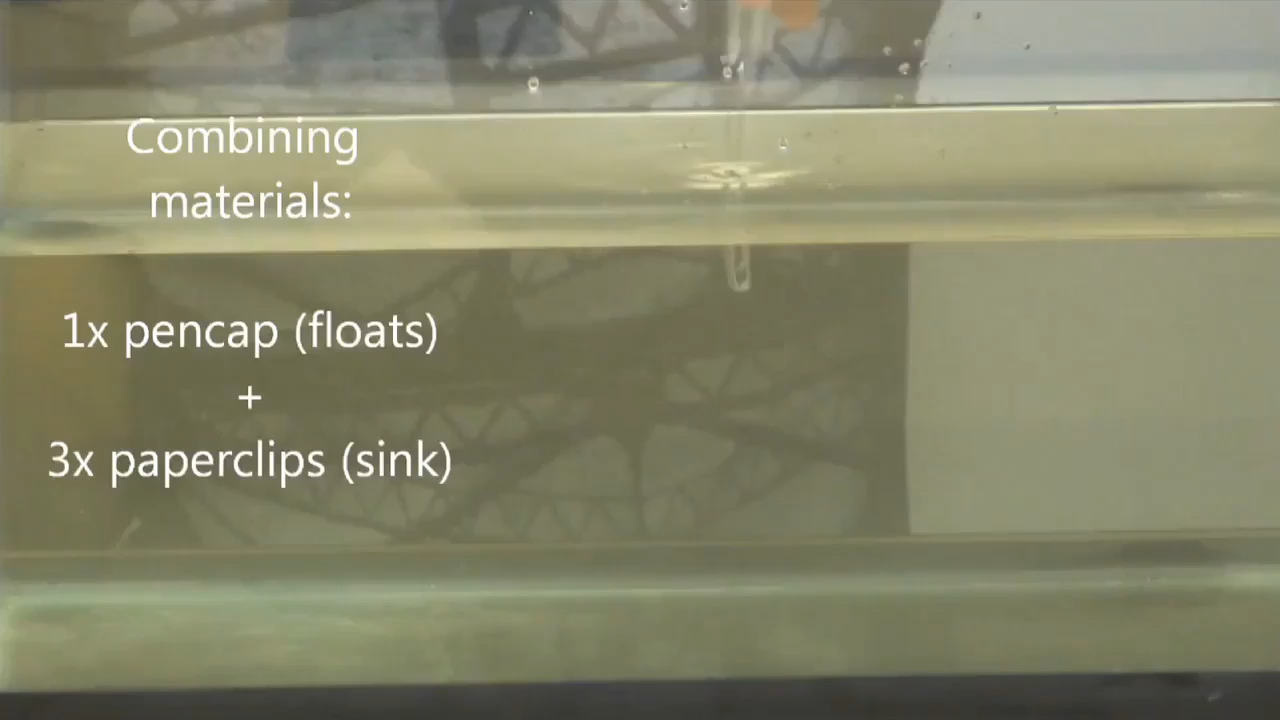 Combining
materials:
1x pencap (floats)
+
3x paperclips (sink)